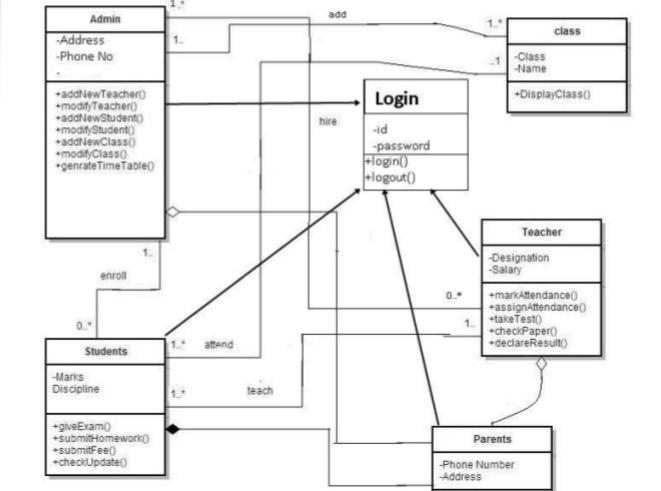 Admin
-Address
-Phone No
-
+addNewTeacher()
+modifyTeacher()
+addNewStudent()
+modifyStudent()
+addNewClass()
+modifyClass()
+genrateTimeTable()
1..*
1..
add
1..*
..1
class
-Class
-Name
+DisplayClass()
Login
-id
-password
+login()
+logout()
hire
Teacher
-Designation
-Salary
+markAttendance()
+assignAttendance()
+takeTest()
+checkPaper()
+declareResult()
0..*
1..
1..
enroll
0..*
Students
-Marks
Discipline
+giveExam()
+submitHomework()
+submitFee()
+checkUpdate()
1..*
attend
1..*
teach
Parents
-Phone Number
-Address